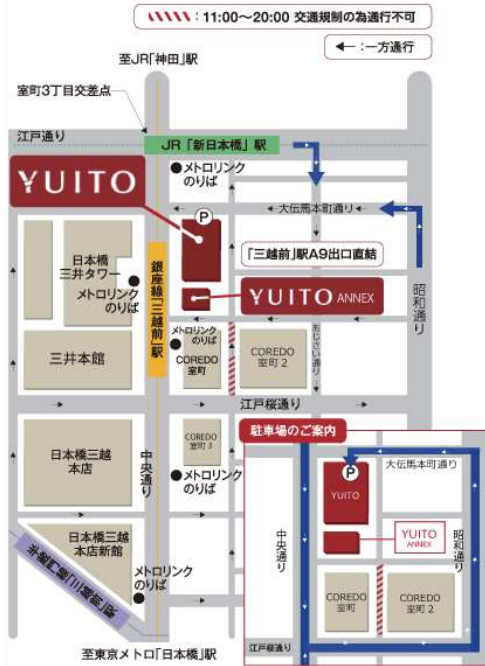 :11:00〜20:00 交通規制の為通行不可
←:一方通行
至JR「神田」駅
室町3丁目交差点
江戸通り
JR「新日本橋」駅
YUITO
メトロリンク
のりば
P
大伝馬本町通り
「三越前」駅A9出口直結
日本橋
三井タワー
メトロリンク
のりば
銀座線「三越前」駅
YUITO ANNEX
昭和通り
三井本館
メトロリンク
のりば
COREDO
室町
COREDO
室町 2
あじさい通り
江戸桜通り
日本橋三越
本店
中央通り
COREDO
室町 3
メトロリンク
のりば
日本橋三越
本店新館
メトロリンク
のりば
至東京メトロ「日本橋」駅
駐車場のご案内
P
大伝馬本町通り
YUITO
YUITO
ANNEX
中央通り
昭和通り
COREDO
室町
COREDO
室町 2
江戸桜通り